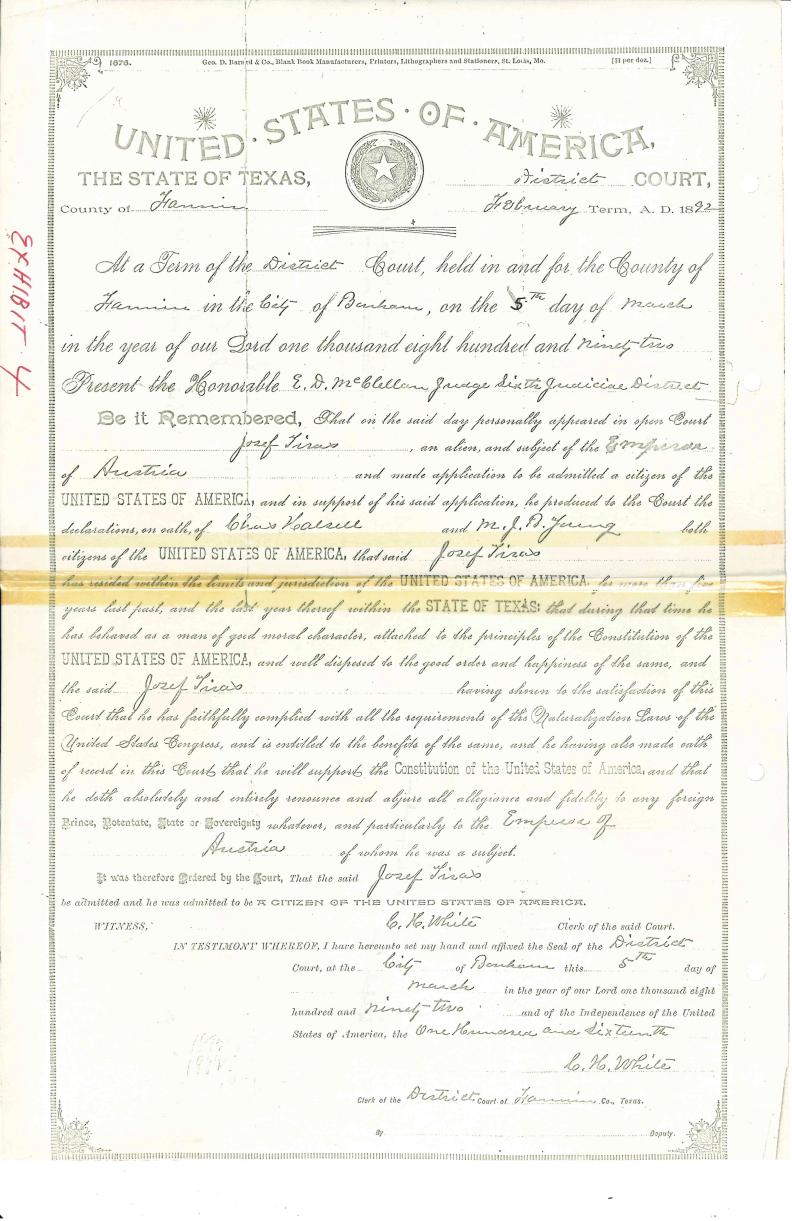 1676.
Geo. D. Barnard & Co., Blank Book Manufacturers, Printers, Lithographers and Stationers, St. Louis, Mo.
[$1 per doz.]
UNITED · STATES · OF · AMERICA,
THE STATE OF TEXAS,
District COURT,
County of Fannin
February Term, A. D. 1892
EXHIBIT 4
At a Term of the District Court, held in and for the County of
Fannin in the City of Bonham, on the 5th day of March
in the year of our Lord one thousand eight hundred and ninety two
Present the Honorable E. D. McClellan Judge Sixth Judicial District
Be it Remembered, That on the said day personally appeared in open Court
Josef Tiras , an alien, and subject of the Emperor
of Austria and made application to be admitted a citizen of the
UNITED STATES OF AMERICA, and in support of his said application, he produced to the Court the
declarations, on oath, of Chas Halsell and M. J. B. Young both
citizens of the UNITED STATES OF AMERICA, that said Josef Tiras
has resided within the limits and jurisdiction of the UNITED STATES OF AMERICA, for more than five
years last past, and the last year thereof within the STATE OF TEXAS; that during that time he
has behaved as a man of good moral character, attached to the principles of the Constitution of the
UNITED STATES OF AMERICA, and well disposed to the good order and happiness of the same, and
the said Josef Tiras having shown to the satisfaction of this
Court that he has faithfully complied with all the requirements of the Naturalization Laws of the
United States Congress, and is entitled to the benefits of the same, and he having also made oath
of record in this Court that he will support the Constitution of the United States of America, and that
he doth absolutely and entirely renounce and abjure all allegiance and fidelity to any foreign
Prince, Potentate, State or Sovereignty whatever, and particularly to the Emperor of
Austria of whom he was a subject.
It was therefore Ordered by the Court, That the said Josef Tiras
be admitted and he was admitted to be A CITIZEN OF THE UNITED STATES OF AMERICA.
WITNESS, C. H. White Clerk of the said Court.
IN TESTIMONY WHEREOF, I have hereunto set my hand and affixed the Seal of the District
Court, at the City of Bonham this 5th day of
March in the year of our Lord one thousand eight
hundred and ninety two and of the Independence of the United
States of America, the One Hundred and Sixteenth
C. H. White
Clerk of the District Court of Fannin Co., Texas.
By Deputy.